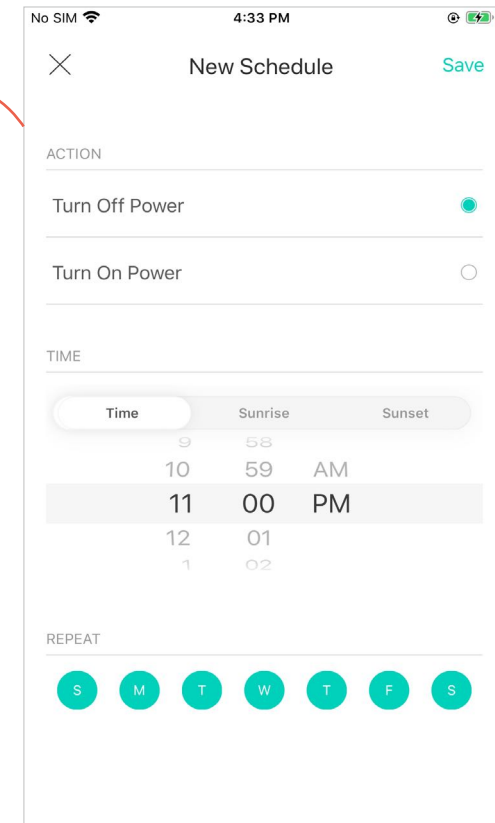 No SIM 4:33 PM
New Schedule Save
ACTION
Turn Off Power
Turn On Power
TIME
Time Sunrise Sunset
9 58
10 59 AM
11 00 PM
12 01
1 02
REPEAT
S M T W T F S